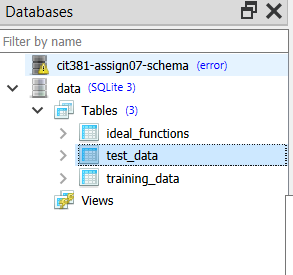 Databases
Filter by name
cit381-assign07-schema (error)
data (SQLite 3)
Tables (3)
ideal_functions
test_data
training_data
Views